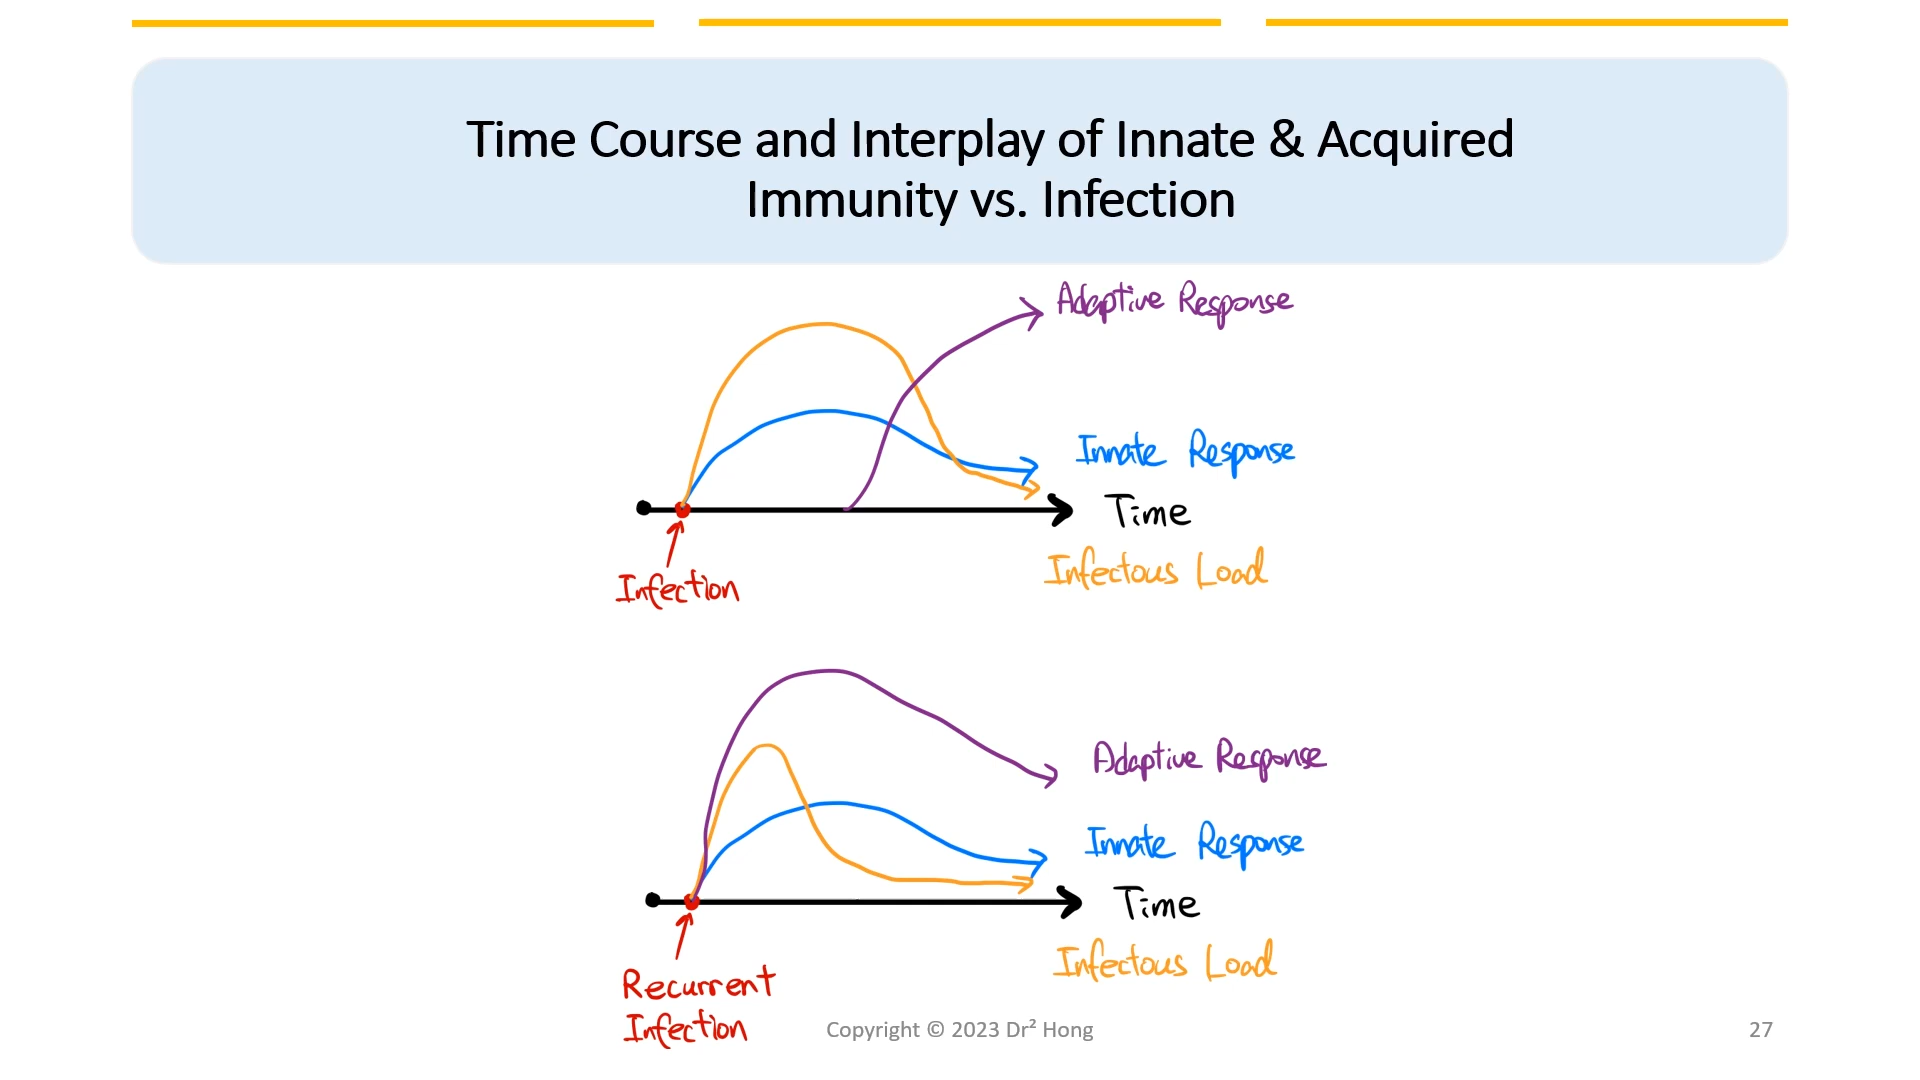 Time Course and Interplay of Innate & Acquired
Immunity vs. Infection
Adaptive Response
Innate Response
Time
Infectous Load
Infection
Adaptive Response
Innate Response
Time
Infectous Load
Recurrent
Infection
Copyright © 2023 Dr² Hong
27